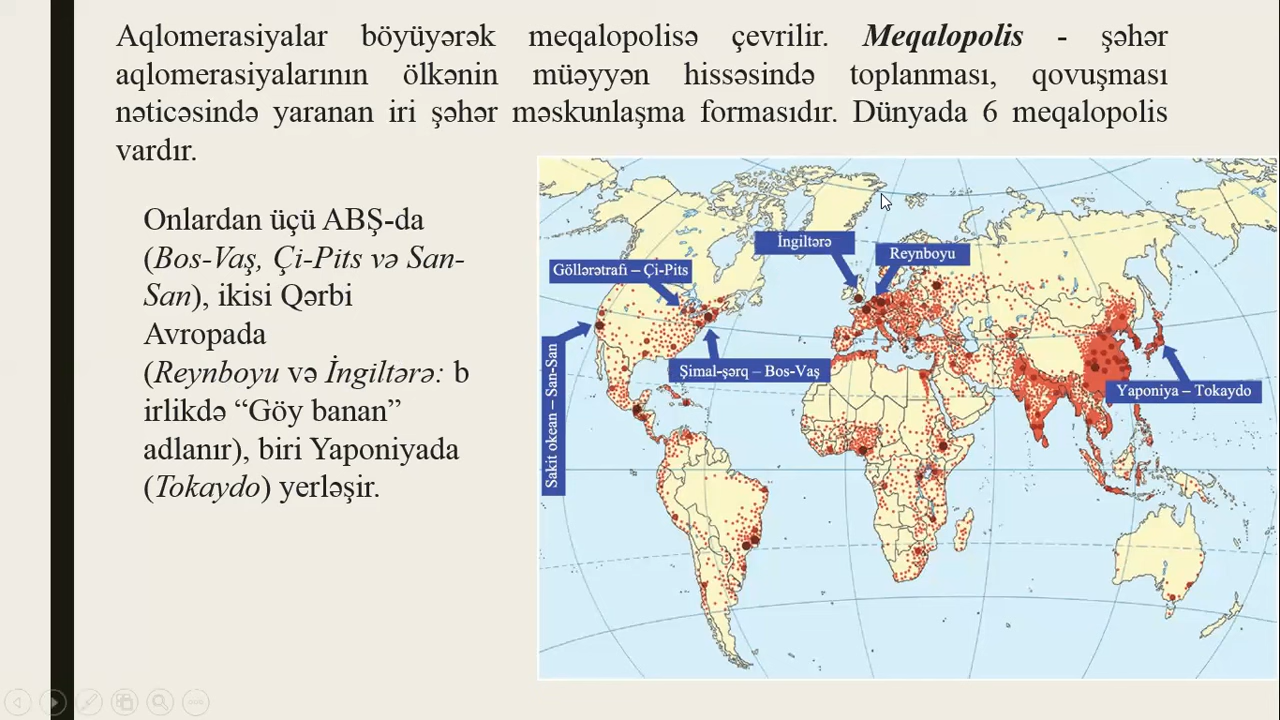 Aqlomerasiyalar böyüyərək meqalopolisə çevrilir. Meqalopolis - şəhər
aqlomerasiyalarının ölkənin müəyyən hissəsində toplanması, qovuşması
nəticəsində yaranan iri şəhər məskunlaşma formasıdır. Dünyada 6 meqalopolis
vardır.
Onlardan üçü ABŞ-da
(Bos-Vaş, Çi-Pits və San-
San), ikisi Qərbi
Avropada
(Reynboyu və İngiltərə: b
irlikdə “Göy banan”
adlanır), biri Yaponiyada
(Tokaydo) yerləşir.
İngiltərə
Reynboyu
Göllərətrafi – Çi-Pits
Sakit okean – San-San
Şimal-şərq – Bos-Vaş
Yaponiya – Tokaydo